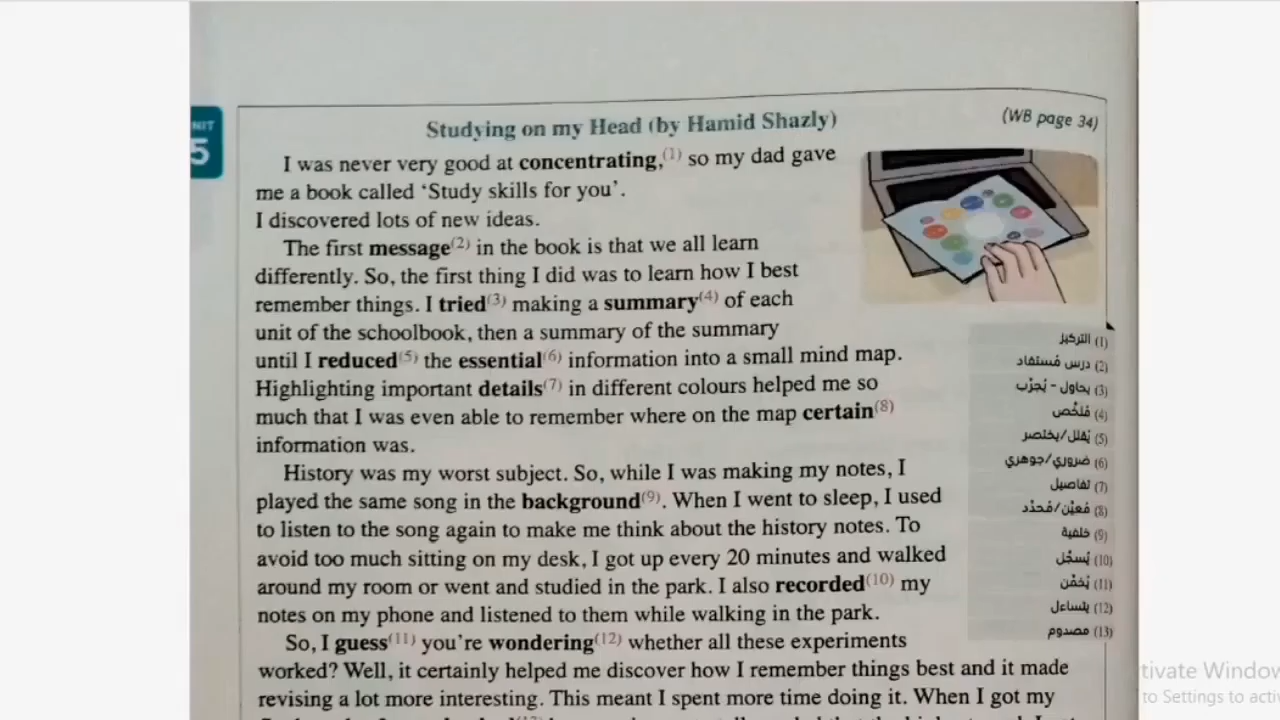 NIT
5
Studying on my Head (by Hamid Shazly)
(WB page 34)
I was never very good at concentrating,(1) so my dad gave
me a book called ‘Study skills for you’.
I discovered lots of new ideas.
The first message(2) in the book is that we all learn
differently. So, the first thing I did was to learn how I best
remember things. I tried(3) making a summary(4) of each
unit of the schoolbook, then a summary of the summary
until I reduced(5) the essential(6) information into a small mind map.
Highlighting important details(7) in different colours helped me so
much that I was even able to remember where on the map certain(8)
information was.
History was my worst subject. So, while I was making my notes, I
played the same song in the background(9). When I went to sleep, I used
to listen to the song again to make me think about the history notes. To
avoid too much sitting on my desk, I got up every 20 minutes and walked
around my room or went and studied in the park. I also recorded(10) my
notes on my phone and listened to them while walking in the park.
So, I guess(11) you’re wondering(12) whether all these experiments
worked? Well, it certainly helped me discover how I remember things best and it made
revising a lot more interesting. This meant I spent more time doing it. When I got my
(1) التركيز
(2) درس مُستفاد
(3) يحاول - يُجرِّب
(4) مُلخَّص
(5) يُقلل/يختصر
(6) ضروري/جوهري
(7) تفاصيل
(8) مُعيَّن/مُحدَّد
(9) خلفية
(10) يُسجِّل
(11) يُخمِّن
(12) يتساءل
(13) مصدوم
tivate Window
to Settings to activ